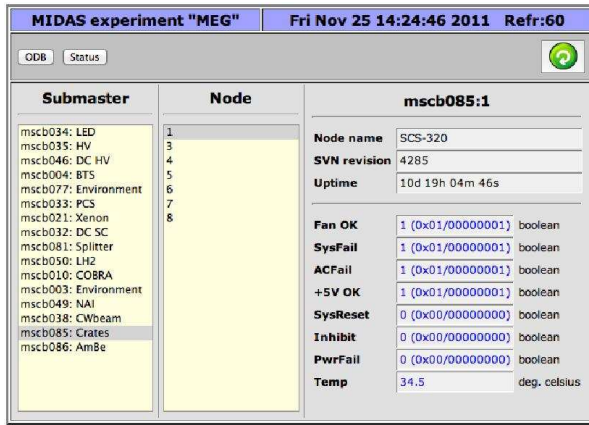 MIDAS experiment "MEG"
Fri Nov 25 14:24:46 2011 Refr:60
ODB
Status
Submaster
mscb034: LED
mscb035: HV
mscb046: DC HV
mscb004: BTS
mscb077: Environment
mscb033: PCS
mscb021: Xenon
mscb032: DC SC
mscb081: Splitter
mscb050: LH2
mscb010: COBRA
mscb003: Environment
mscb049: NAI
mscb038: CWbeam
mscb085: Crates
mscb086: AmBe
Node
1
3
4
5
6
7
8
mscb085:1
Node name SCS-320
SVN revision 4285
Uptime 10d 19h 04m 46s
Fan OK 1 (0x01/00000001) boolean
SysFail 1 (0x01/00000001) boolean
ACFail 1 (0x01/00000001) boolean
+5V OK 1 (0x01/00000001) boolean
SysReset 0 (0x00/00000000) boolean
Inhibit 0 (0x00/00000000) boolean
PwrFail 0 (0x00/00000000) boolean
Temp 34.5 deg. celsius